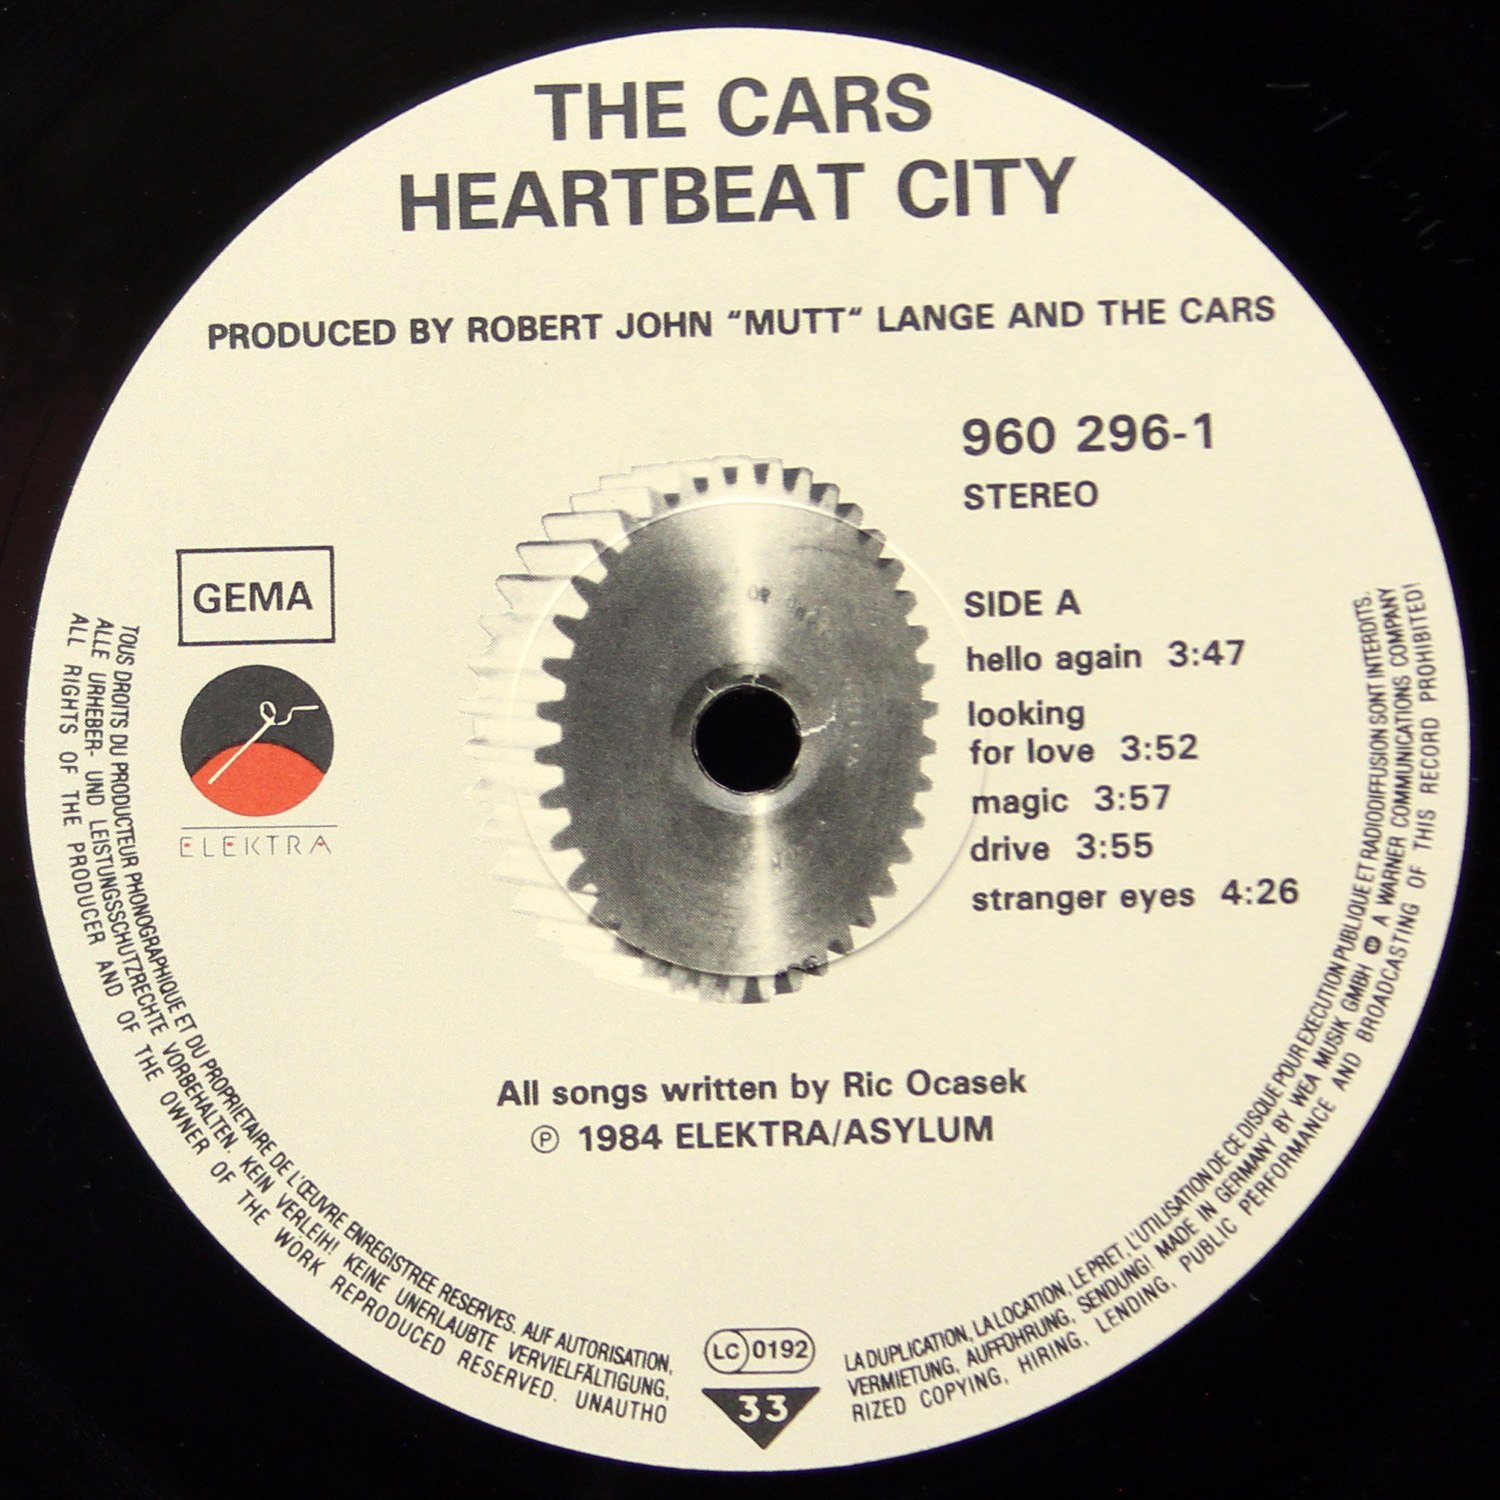 THE CARS
HEARTBEAT CITY
PRODUCED BY ROBERT JOHN "MUTT" LANGE AND THE CARS
960 296-1
STEREO
GEMA
ELEKTRA
SIDE A
hello again 3:47
looking
for love 3:52
magic 3:57
drive 3:55
stranger eyes 4:26
All songs written by Ric Ocasek
℗ 1984 ELEKTRA/ASYLUM
LC 0192
33
TOUS DROITS DU PRODUCTEUR PHONOGRAPHIQUE ET DU PROPRIETAIRE DE L'ŒUVRE ENREGISTREE RESERVES. AUF AUTORISATION, LA DUPLICATION, LA LOCATION, LE PRET, L'UTILISATION DE CE DISQUE POUR EXECUTION PUBLIQUE ET RADIODIFFUSION SONT INTERDITS.
ALLE URHEBER- UND LEISTUNGSSCHUTZRECHTE VORBEHALTEN. KEIN VERLEIH! KEINE UNERLAUBTE VERVIELFÄLTIGUNG, VERMIETUNG, AUFFÜHRUNG, SENDUNG! MADE IN GERMANY BY WEA MUSIK GMBH A WARNER COMMUNICATIONS COMPANY
ALL RIGHTS OF THE PRODUCER AND OF THE OWNER OF THE WORK REPRODUCED RESERVED. UNAUTHORIZED COPYING, HIRING, LENDING, PUBLIC PERFORMANCE AND BROADCASTING OF THIS RECORD PROHIBITED!